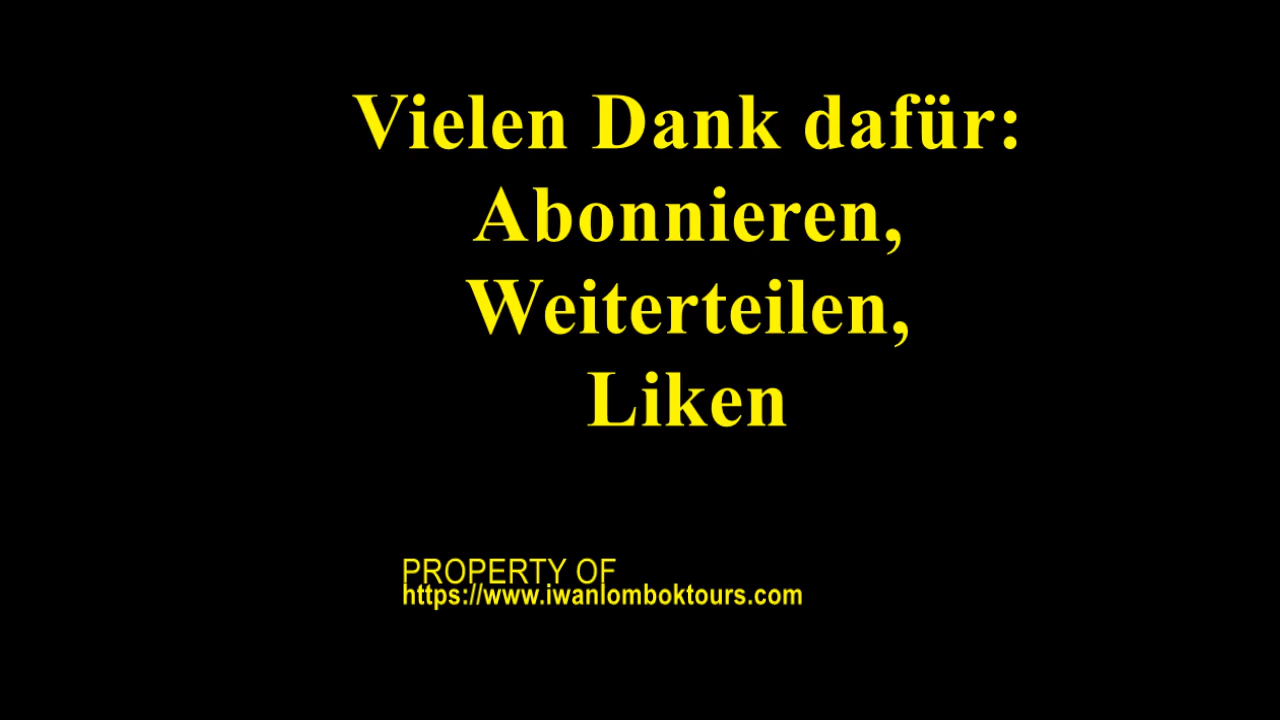 Vielen Dank dafür:
Abonnieren,
Weiterteilen,
Liken
PROPERTY OF
https://www.iwanlomboktours.com